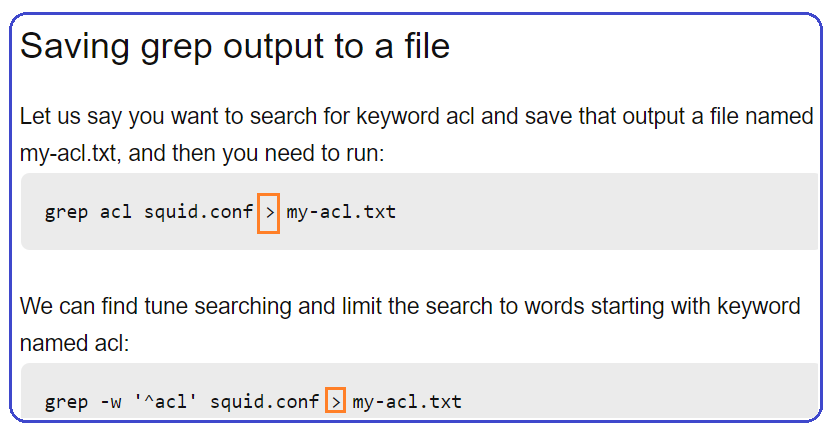 Saving grep output to a file
Let us say you want to search for keyword acl and save that output a file named
my-acl.txt, and then you need to run:
grep acl squid.conf > my-acl.txt
We can find tune searching and limit the search to words starting with keyword
named acl:
grep -w '^acl' squid.conf > my-acl.txt